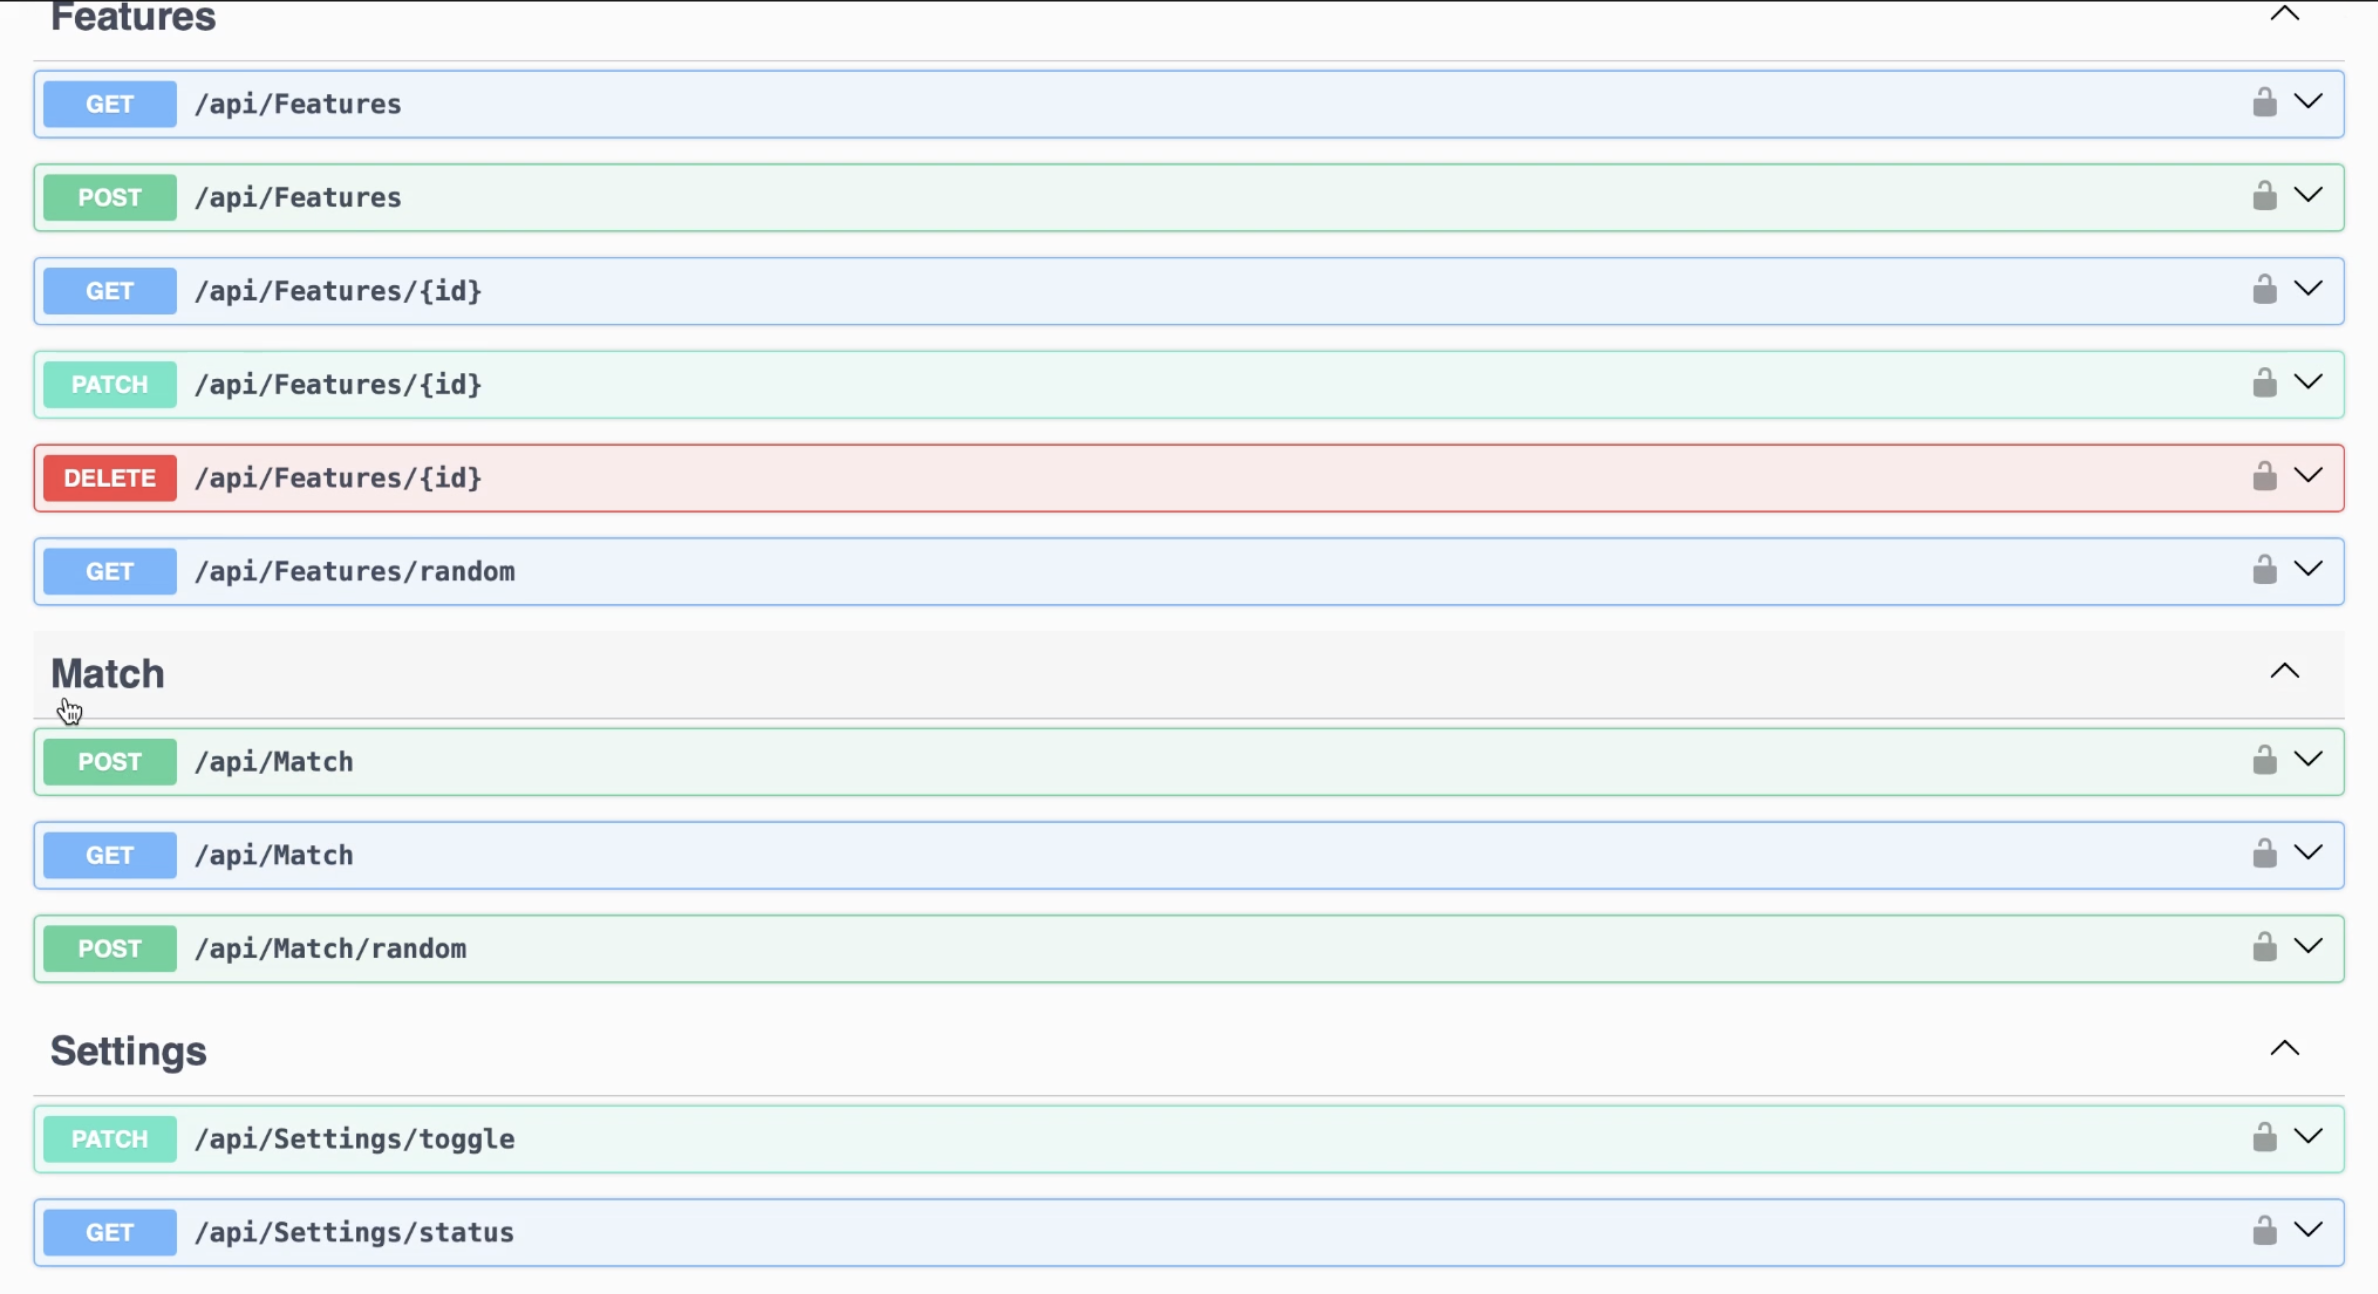 Features
GET /api/Features
POST /api/Features
GET /api/Features/{id}
PATCH /api/Features/{id}
DELETE /api/Features/{id}
GET /api/Features/random
Match
POST /api/Match
GET /api/Match
POST /api/Match/random
Settings
PATCH /api/Settings/toggle
GET /api/Settings/status